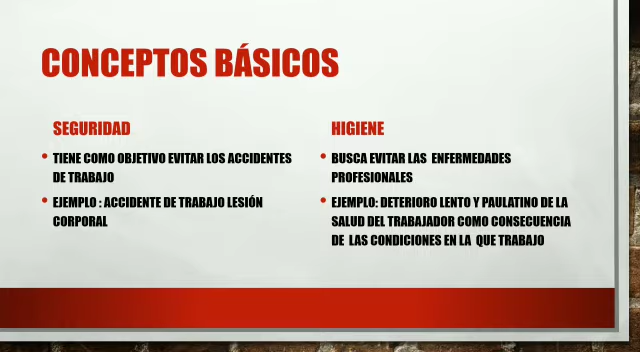 CONCEPTOS BÁSICOS
SEGURIDAD
• TIENE COMO OBJETIVO EVITAR LOS ACCIDENTES
DE TRABAJO
• EJEMPLO : ACCIDENTE DE TRABAJO LESIÓN
CORPORAL
HIGIENE
• BUSCA EVITAR LAS ENFERMEDADES
PROFESIONALES
• EJEMPLO: DETERIORO LENTO Y PAULATINO DE LA
SALUD DEL TRABAJADOR COMO CONSECUENCIA
DE LAS CONDICIONES EN LA QUE TRABAJO